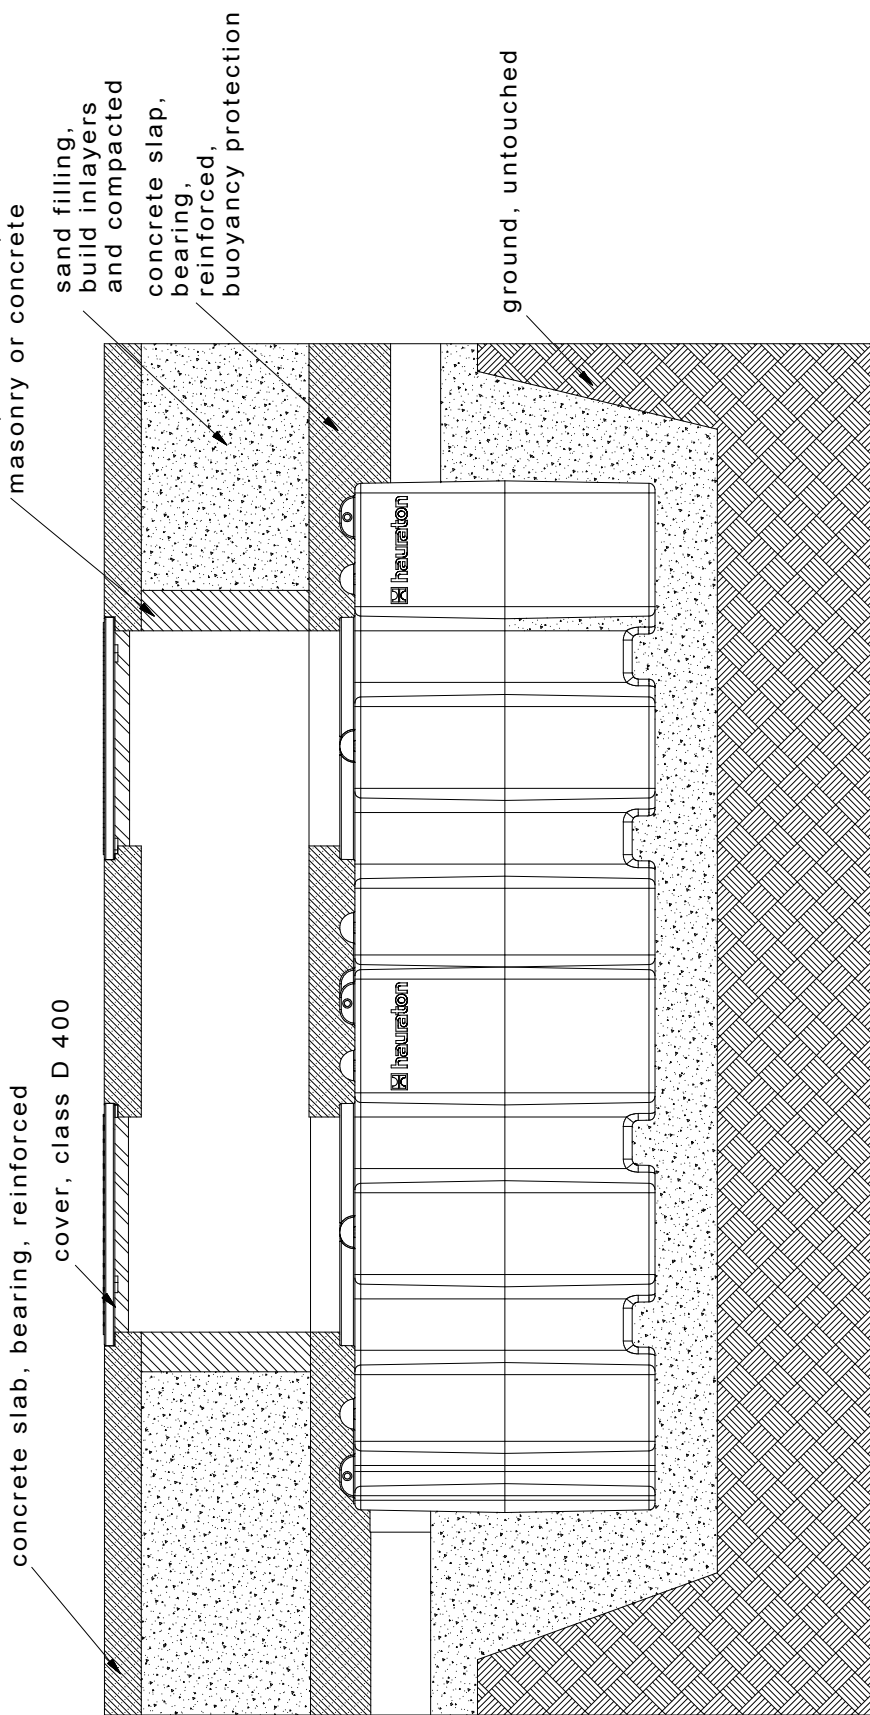 concrete slab, bearing, reinforced
cover, class D 400
masonry or concrete
sand filling,
build inlayers
and compacted
concrete slap,
bearing,
reinforced,
buoyancy protection
ground, untouched
hauraton
hauraton